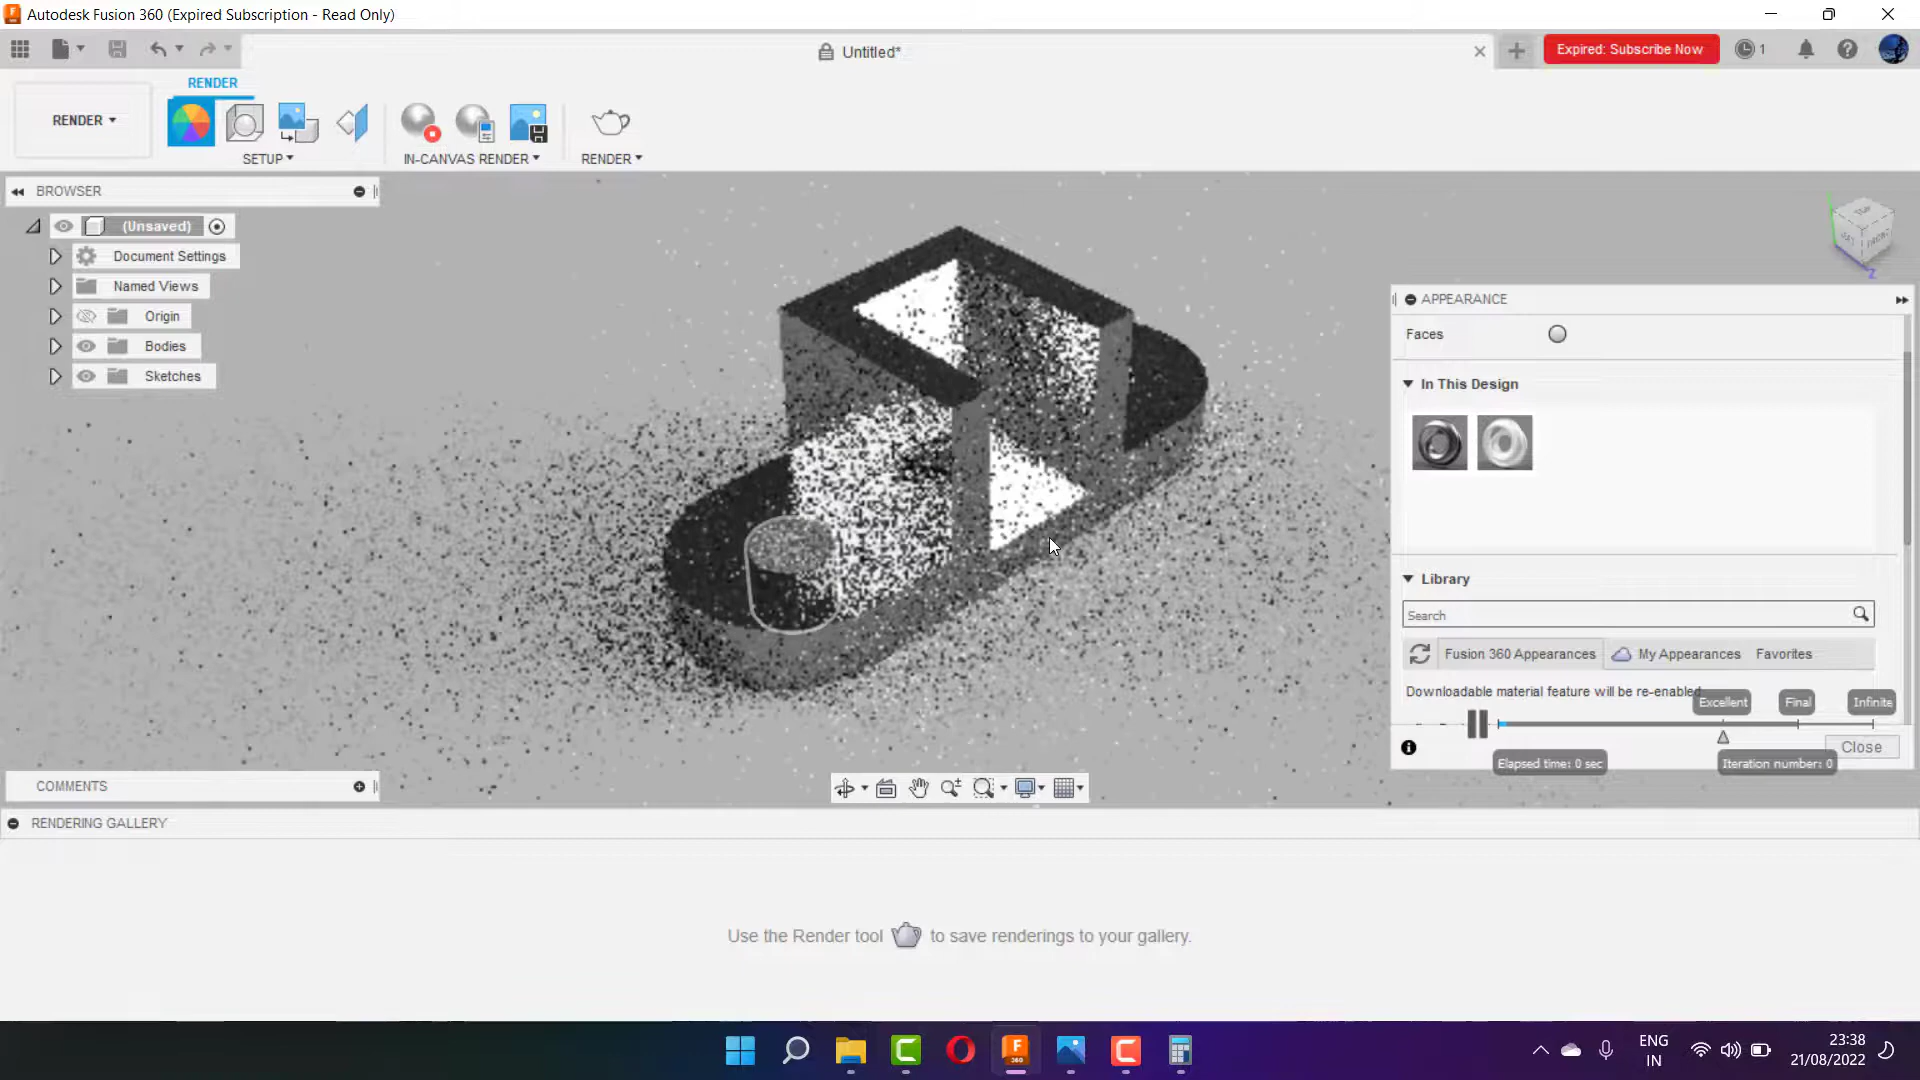 Autodesk Fusion 360 (Expired Subscription - Read Only)
Untitled*
Expired: Subscribe Now
1
RENDER
RENDER
SETUP
IN-CANVAS RENDER
RENDER
BROWSER
(Unsaved)
Document Settings
Named Views
Origin
Bodies
Sketches
TOP
FRONT
Z
APPEARANCE
Faces
In This Design
Library
Search
Fusion 360 Appearances
My Appearances
Favorites
Downloadable material feature will be re-enabled
Excellent
Final
Infinite
Close
Elapsed time: 0 sec
Iteration number: 0
COMMENTS
RENDERING GALLERY
Use the Render tool to save renderings to your gallery.
F
360
ENG
IN
23:38
21/08/2022